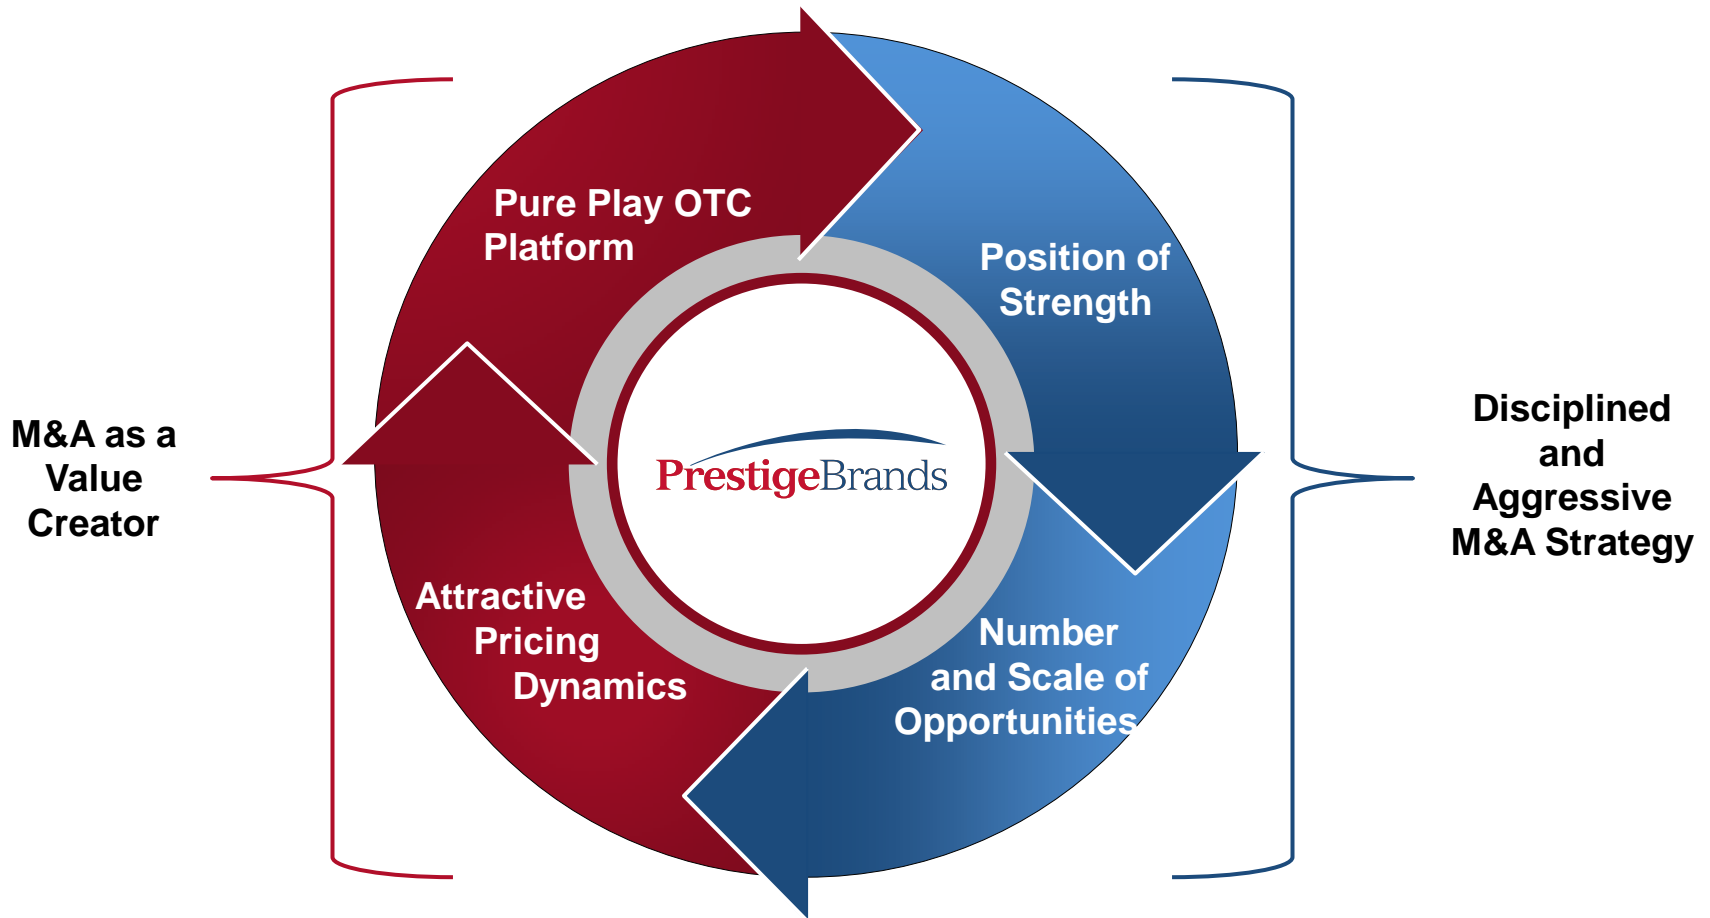 Pure Play OTC
Platform
Position of
Strength
M&A as a
Value
Creator
PrestigeBrands
Disciplined
and
Aggressive
M&A Strategy
Attractive
Pricing
Dynamics
Number
and Scale of
Opportunities